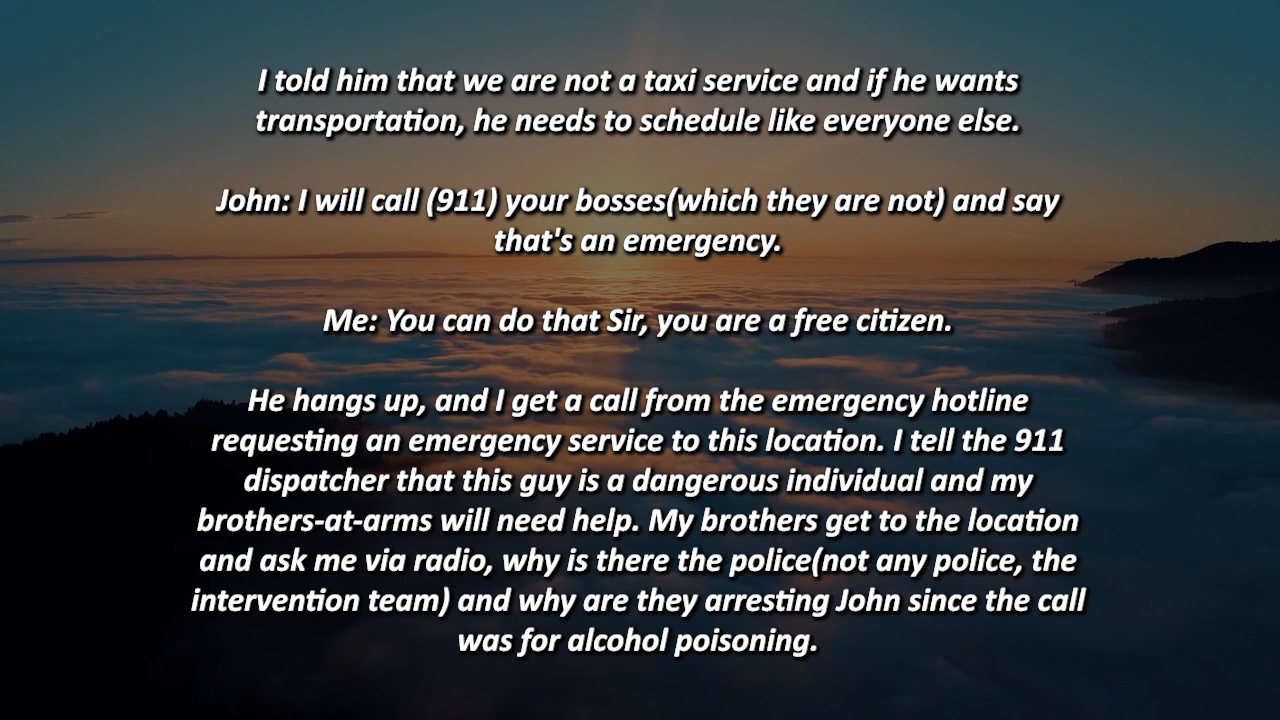 I told him that we are not a taxi service and if he wants
transportation, he needs to schedule like everyone else.
John: I will call (911) your bosses(which they are not) and say
that's an emergency.
Me: You can do that Sir, you are a free citizen.
He hangs up, and I get a call from the emergency hotline
requesting an emergency service to this location. I tell the 911
dispatcher that this guy is a dangerous individual and my
brothers-at-arms will need help. My brothers get to the location
and ask me via radio, why is there the police(not any police, the
intervention team) and why are they arresting John since the call
was for alcohol poisoning.